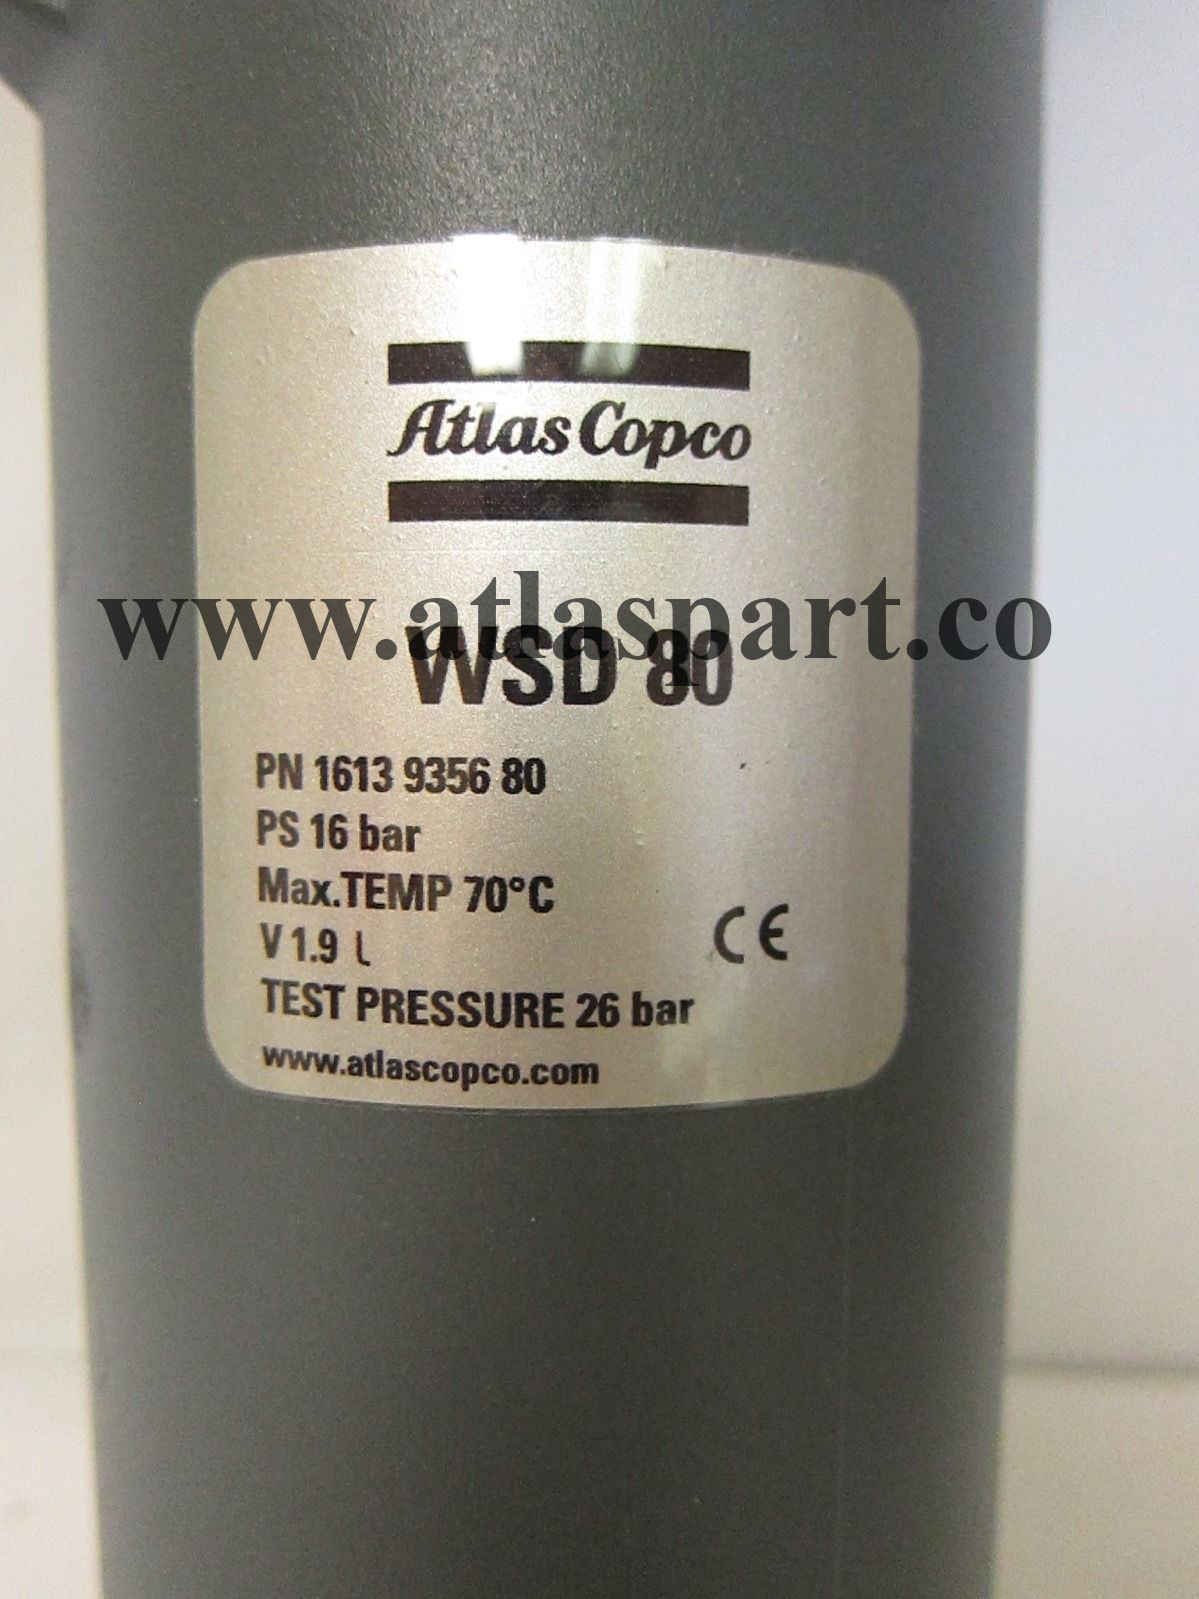 Atlas Copco
www.atlaspart.co
WSD 80
PN 1613 9356 80
PS 16 bar
Max.TEMP 70°C
V 1.9 L
CE
TEST PRESSURE 26 bar
www.atlascopco.com